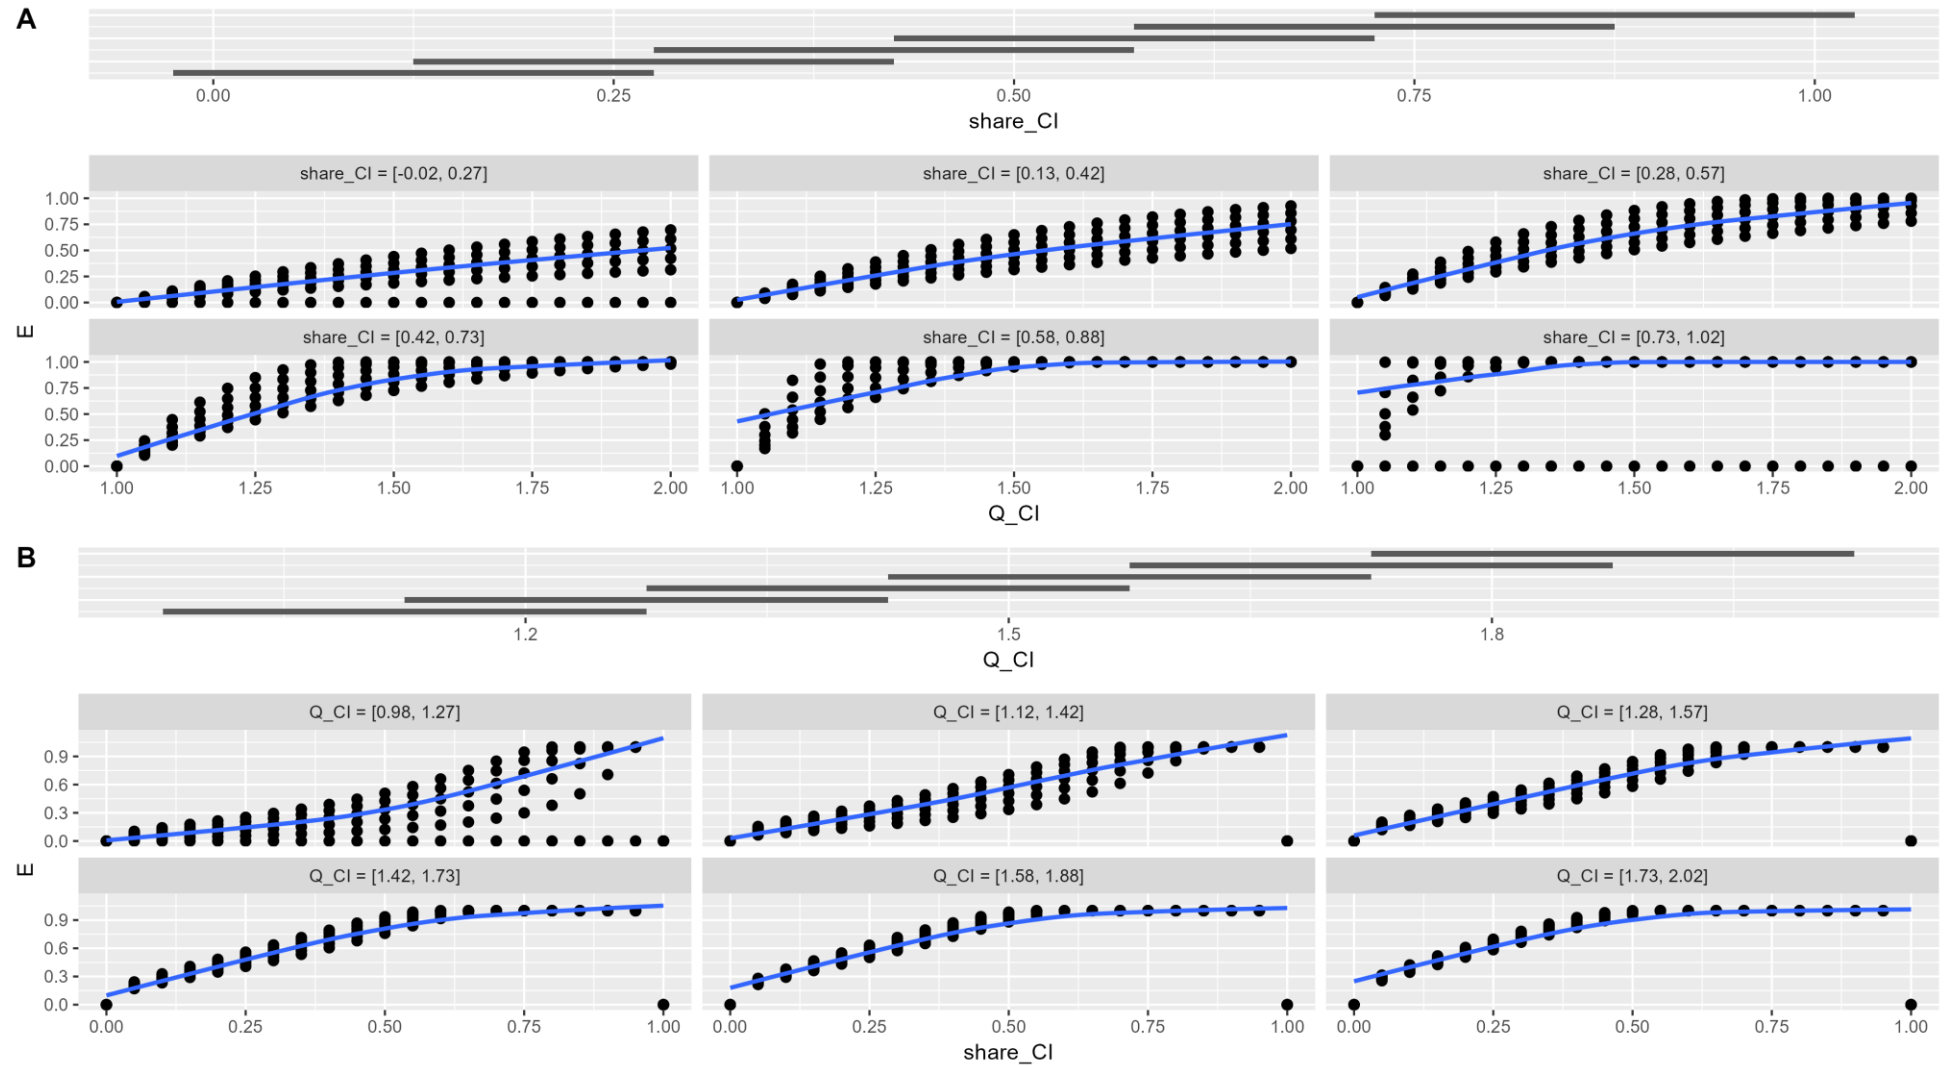 A
0.00 0.25 0.50 0.75 1.00
share_CI
share_CI = [-0.02, 0.27] share_CI = [0.13, 0.42] share_CI = [0.28, 0.57]
1.00
0.75
0.50
0.25
0.00
E
share_CI = [0.42, 0.73] share_CI = [0.58, 0.88] share_CI = [0.73, 1.02]
1.00
0.75
0.50
0.25
0.00
1.00 1.25 1.50 1.75 2.00 1.00 1.25 1.50 1.75 2.00 1.00 1.25 1.50 1.75 2.00
Q_CI
B
1.2 1.5 1.8
Q_CI
Q_CI = [0.98, 1.27] Q_CI = [1.12, 1.42] Q_CI = [1.28, 1.57]
0.9
0.6
0.3
0.0
E
Q_CI = [1.42, 1.73] Q_CI = [1.58, 1.88] Q_CI = [1.73, 2.02]
0.9
0.6
0.3
0.0
0.00 0.25 0.50 0.75 1.00 0.00 0.25 0.50 0.75 1.00 0.00 0.25 0.50 0.75 1.00
share_CI